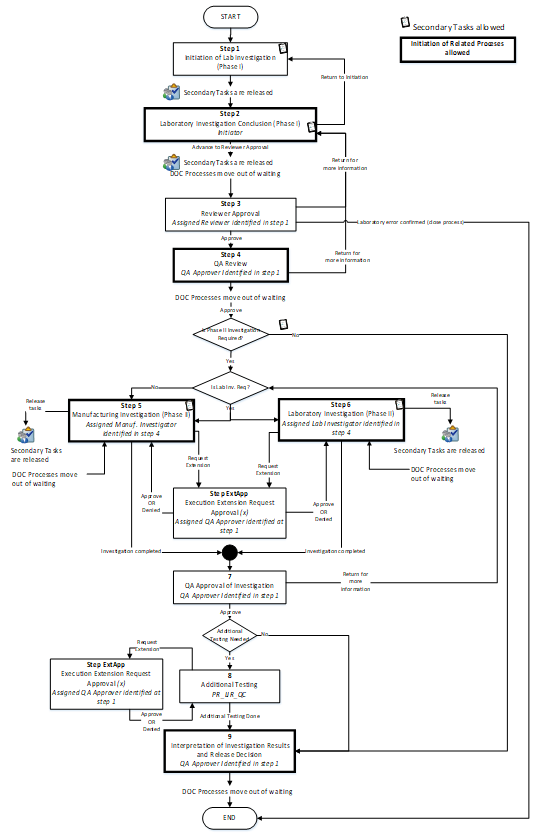 START
Secondary Tasks allowed
Initiation of Related Processes
allowed
Step 1
Initiation of Lab Investigation
(Phase I)
Return to Initiation
Secondary Tasks are released
Step 2
Laboratory Investigation Conclusion (Phase I)
Initiator
Advance to Reviewer Approval
Secondary Tasks are released
DOC Processes move out of waiting
Return for
more information
Step 3
Reviewer Approval
Assigned Reviewer identified in step 1
Laboratory error confirmed (close process)
Approve
Step 4
QA Review
QA Approver Identified in step 1
Return for
more information
DOC Processes move out of waiting
Approve
Is Phase II Investigation
Required?
No
Yes
Is Lab Inv. Req?
No
Yes
Release
task
Step 5
Manufacturing Investigation (Phase II)
Assigned Manuf. Investigator
identified in step 4
Step 6
Laboratory Investigation (Phase II)
Assigned Lab Investigator identified in
step 4
Release
task
Secondary Tasks
are released
Secondary Tasks are released
DOC Processes move
out of waiting
DOC Processes move
out of waiting
Request
Extension
Request
Extension
Approve
OR
Denied
Step ExtApp
Execution Extension Request
Approval (x)
Assigned QA Approver identified at
step 1
Approve
OR
Denied
Investigation completed
Investigation completed
7
QA Approval of Investigation
QA Approver Identified in step 1
Return for
more
information
Approve
Additional
Testing Needed
No
Yes
Request
Extension
Step ExtApp
Execution Extension Request
Approval (x)
Assigned QA Approver identified at
step 1
8
Additional Testing
PR_LIR_QC
Approve
OR
Denied
Additional Testing Done
9
Interpretation of Investigation Results
and Release Decision
QA Approver Identified in step 1
DOC Processes move out of waiting
END